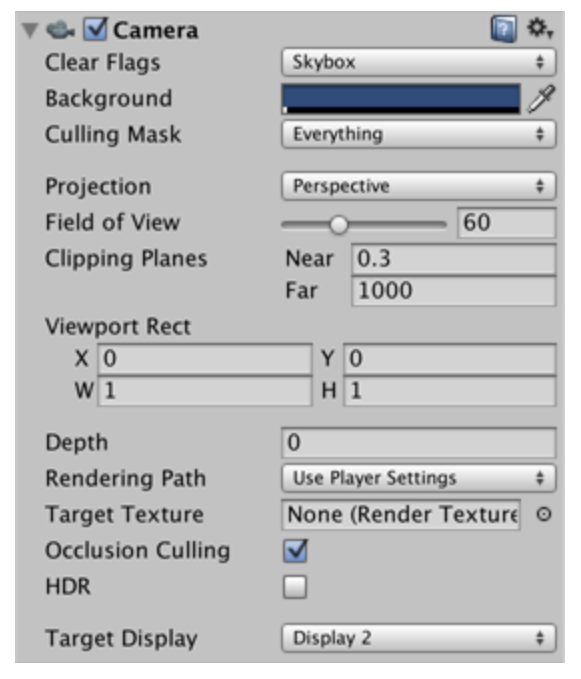 Camera
Clear Flags Skybox
Background
Culling Mask Everything
Projection Perspective
Field of View 60
Clipping Planes Near 0.3
Far 1000
Viewport Rect
X 0 Y 0
W 1 H 1
Depth 0
Rendering Path Use Player Settings
Target Texture None (Render Texture
Occlusion Culling
HDR
Target Display Display 2